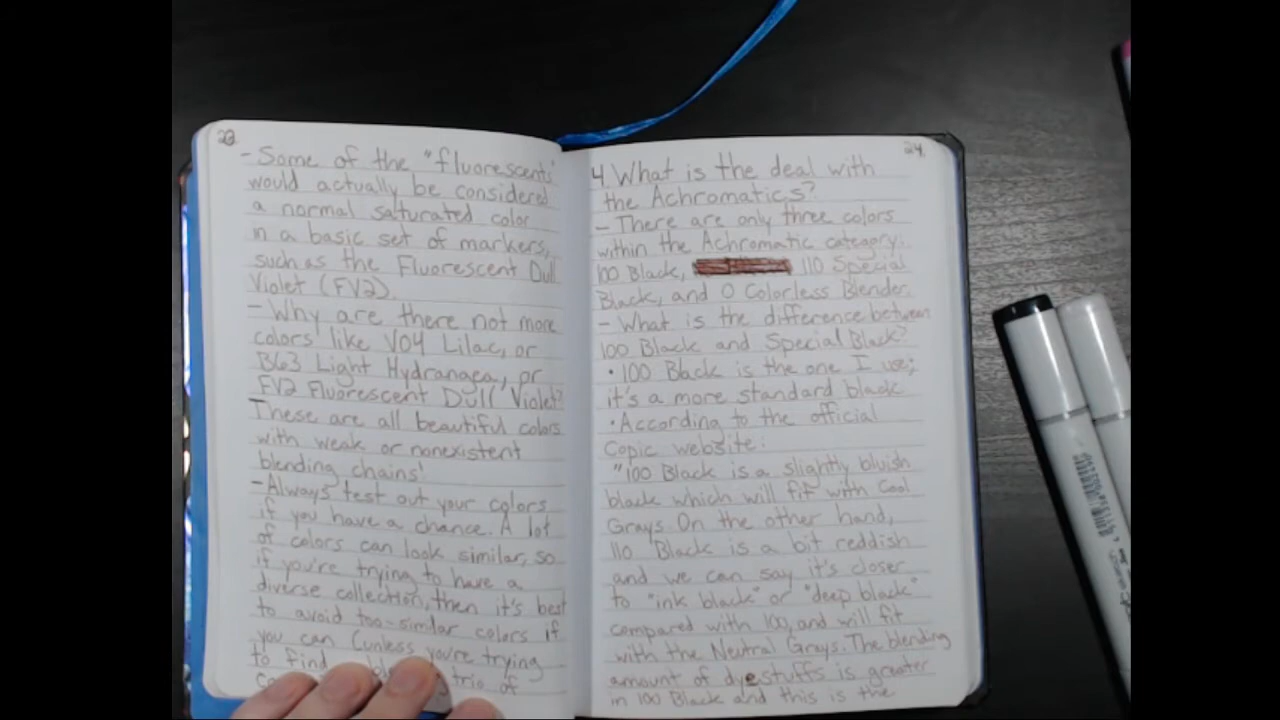 23
- Some of the "fluorescents"
would actually be considered
a normal saturated color
in a basic set of markers,
such as the Fluorescent Dull
Violet (FV2).
- Why are there not more
colors like V04 Lilac, or
B63 Light Hydrangea, or
FV2 Fluorescent Dull Violet?
These are all beautiful colors
with weak or nonexistent
blending chains!
- Always test out your colors
if you have a chance. A lot
of colors can look similar, so
if you're trying to have a
diverse collection, then it's best
to avoid too-similar colors if
you can (unless you're trying
to find
trio of
24
4. What is the deal with
the Achromatics?
- There are only three colors
within the Achromatic category:
100 Black, 110 Special
Black, and 0 Colorless Blender.
- What is the difference between
100 Black and Special Black?
• 100 Black is the one I use;
it's a more standard black
• According to the official
Copic website:
"100 Black is a slightly bluish
black which will fit with Cool
Grays. On the other hand,
110 Black is a bit reddish
and we can say it's closer
to "ink black" or "deep black"
compared with 100, and will fit
with the Neutral Grays. The blending
amount of dyestuffs is greater
in 100 Black and this is the